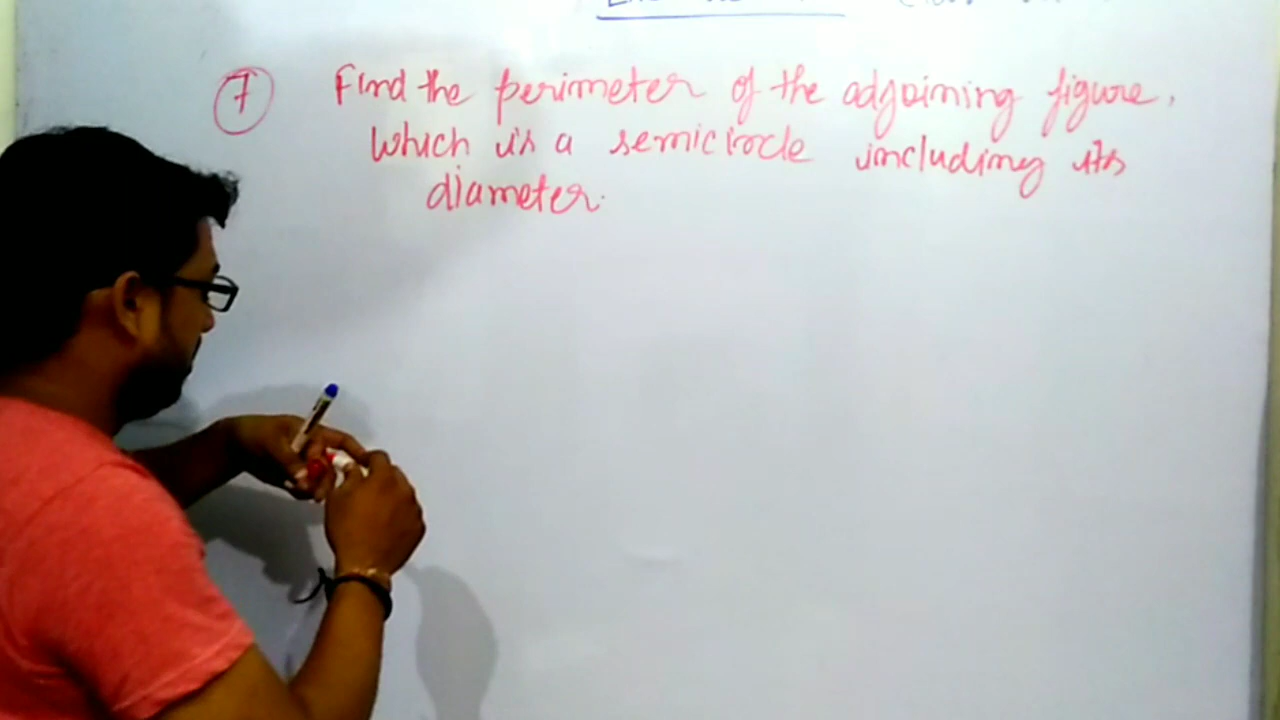 7 Find the perimeter of the adjoining figure,
Which is a semicircle including its
diameter.